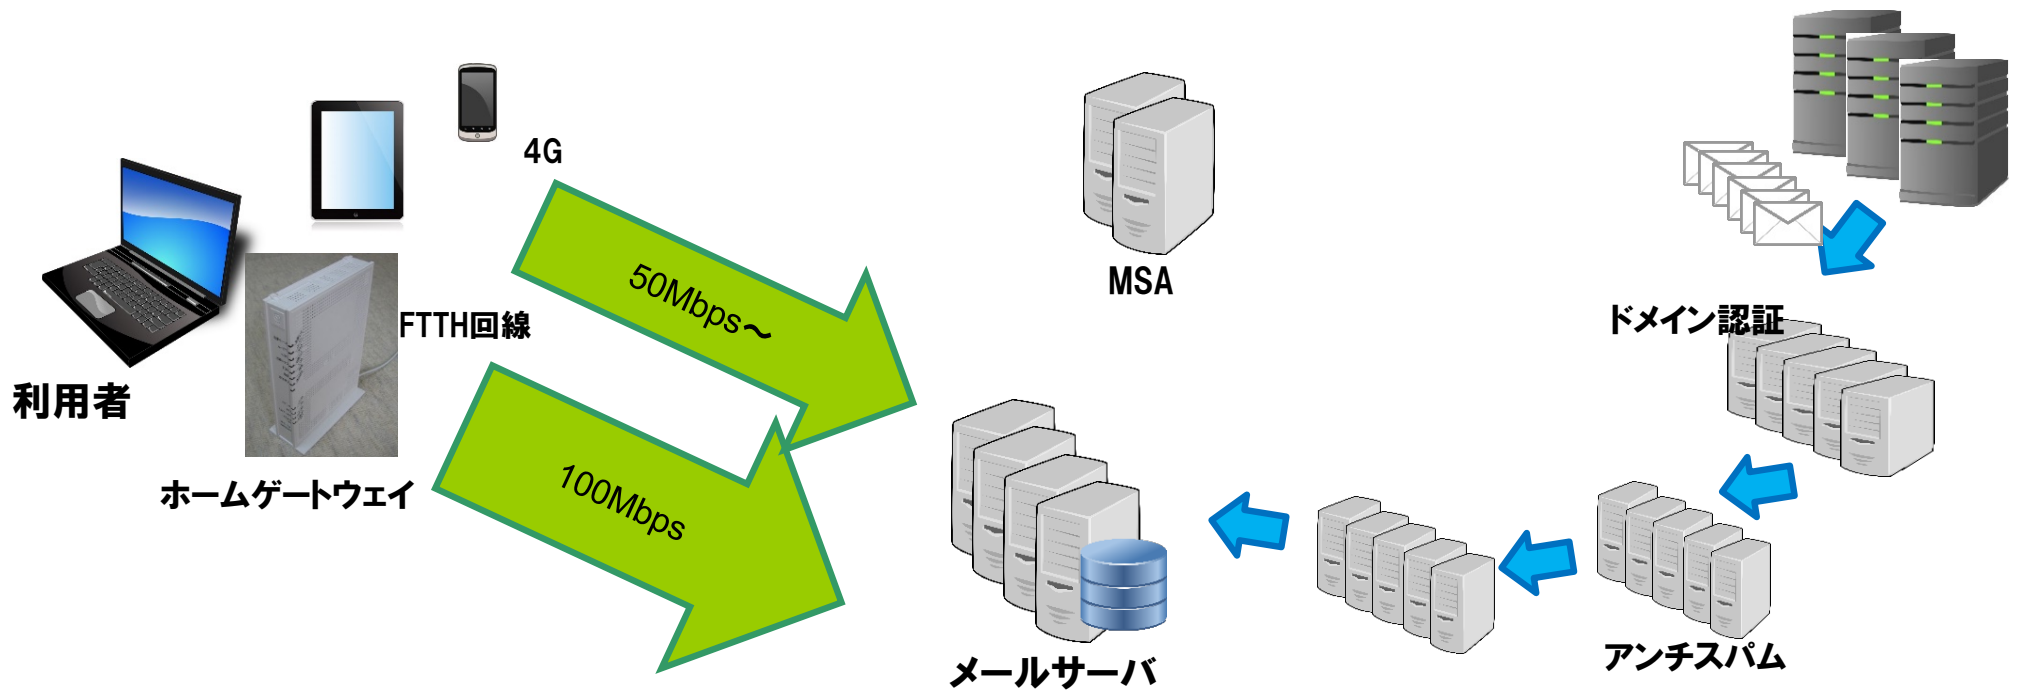 4G
50Mbps～
MSA
FTTH回線
ドメイン認証
利用者
ホームゲートウェイ
100Mbps
メールサーバ
アンチスパム